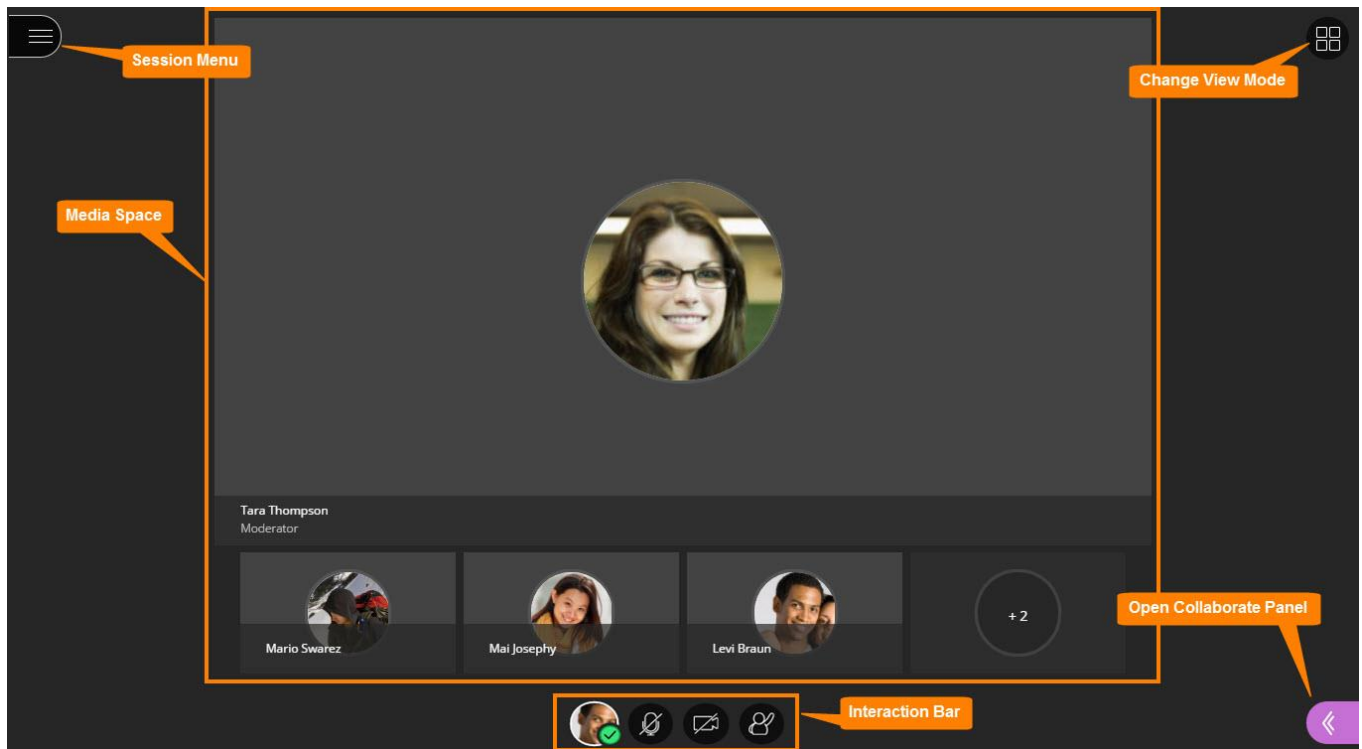 Session Menu
Change View Mode
Media Space
Tara Thompson
Moderator
Mario Swarez
Mai Josephy
Levi Braun
+2
Open Collaborate Panel
Interaction Bar